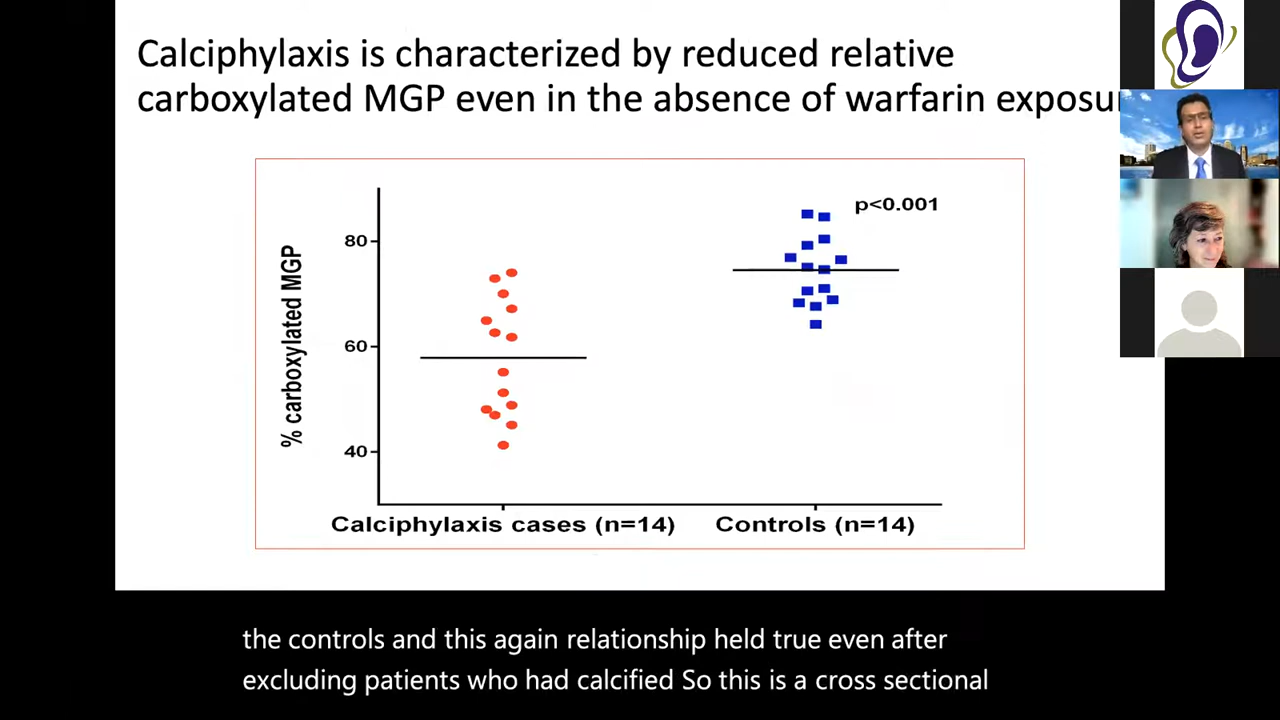 Calciphylaxis is characterized by reduced relative
carboxylated MGP even in the absence of warfarin exposu
p<0.001
% carboxylated MGP
80
60
40
Calciphylaxis cases (n=14)
Controls (n=14)
the controls and this again relationship held true even after
excluding patients who had calcified So this is a cross sectional